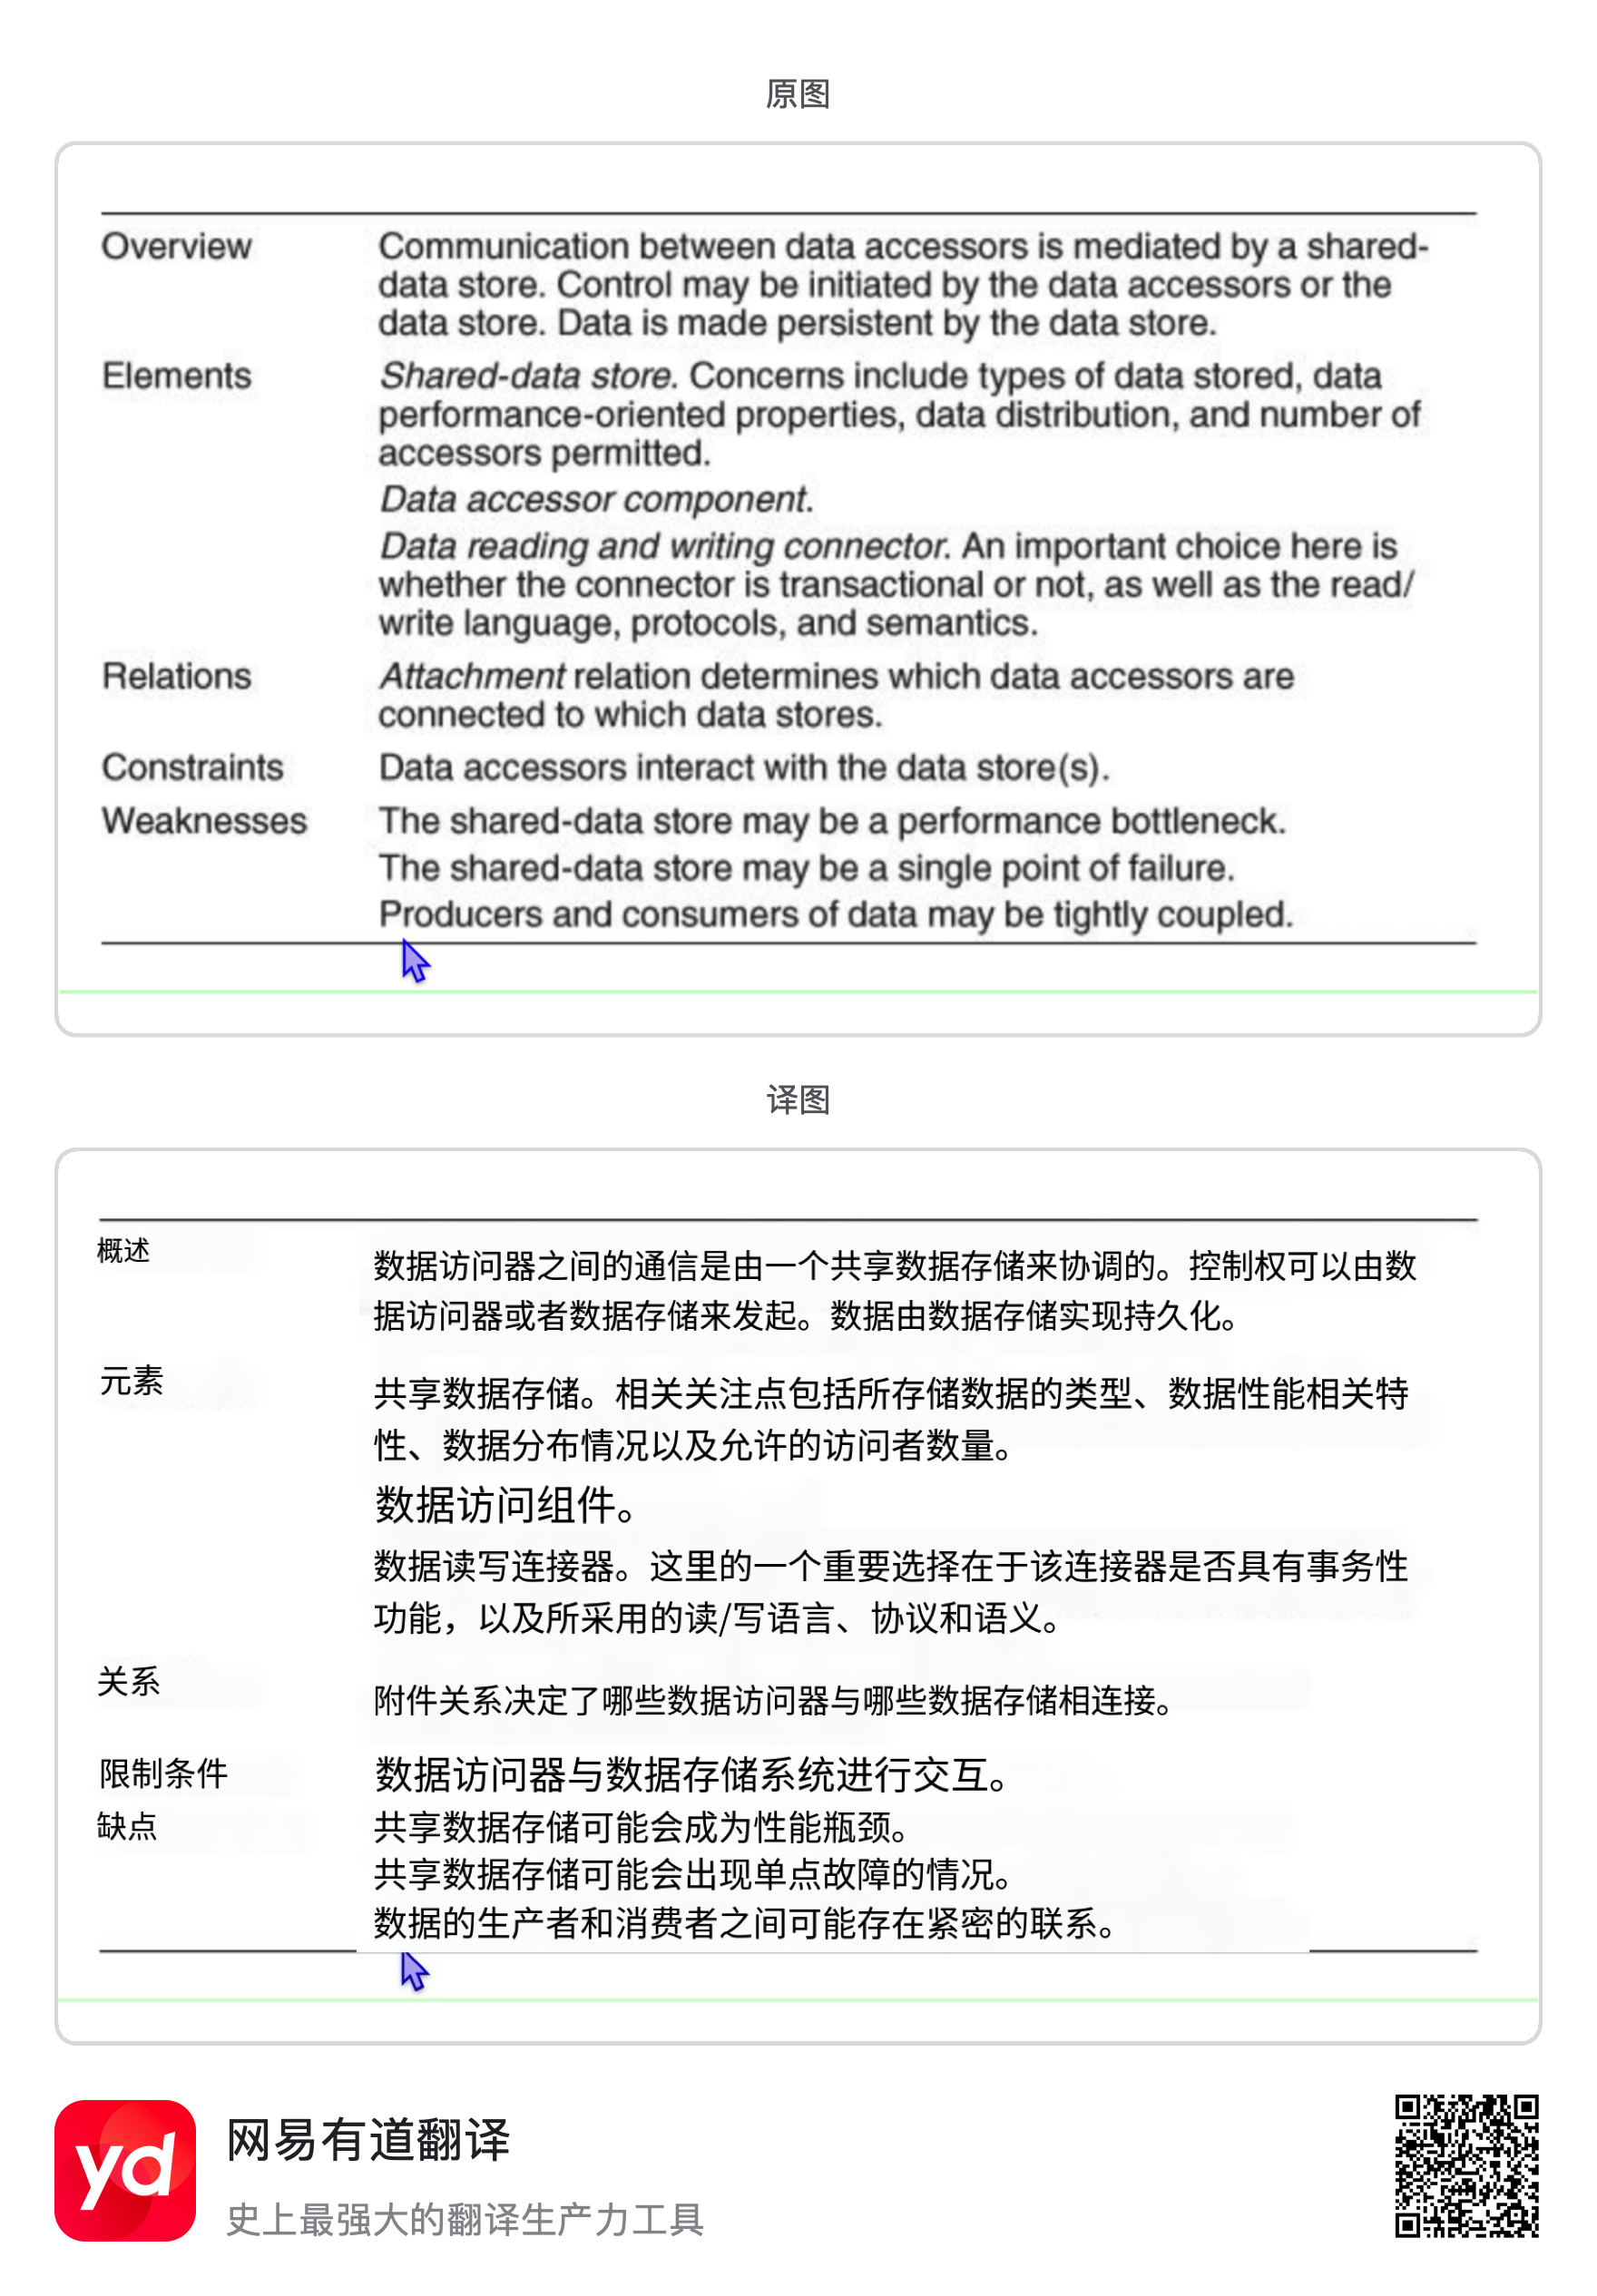 原图
Overview Communication between data accessors is mediated by a shared-
data store. Control may be initiated by the data accessors or the
data store. Data is made persistent by the data store.
Elements Shared-data store. Concerns include types of data stored, data
performance-oriented properties, data distribution, and number of
accessors permitted.
Data accessor component.
Data reading and writing connector. An important choice here is
whether the connector is transactional or not, as well as the read/
write language, protocols, and semantics.
Relations Attachment relation determines which data accessors are
connected to which data stores.
Constraints Data accessors interact with the data store(s).
Weaknesses The shared-data store may be a performance bottleneck.
The shared-data store may be a single point of failure.
Producers and consumers of data may be tightly coupled.
译图
概述 数据访问器之间的通信是由一个共享数据存储来协调的。控制权可以由数
据访问器或者数据存储来发起。数据由数据存储实现持久化。
元素 共享数据存储。相关关注点包括所存储数据的类型、数据性能相关特
性、数据分布情况以及允许的访问者数量。
数据访问组件。
数据读写连接器。这里的一个重要选择在于该连接器是否具有事务性
功能，以及所采用的读/写语言、协议和语义。
关系 附件关系决定了哪些数据访问器与哪些数据存储相连接。
限制条件 数据访问器与数据存储系统进行交互。
缺点 共享数据存储可能会成为性能瓶颈。
共享数据存储可能会出现单点故障的情况。
数据的生产者和消费者之间可能存在紧密的联系。
yd 网易有道翻译
史上最强大的翻译生产力工具